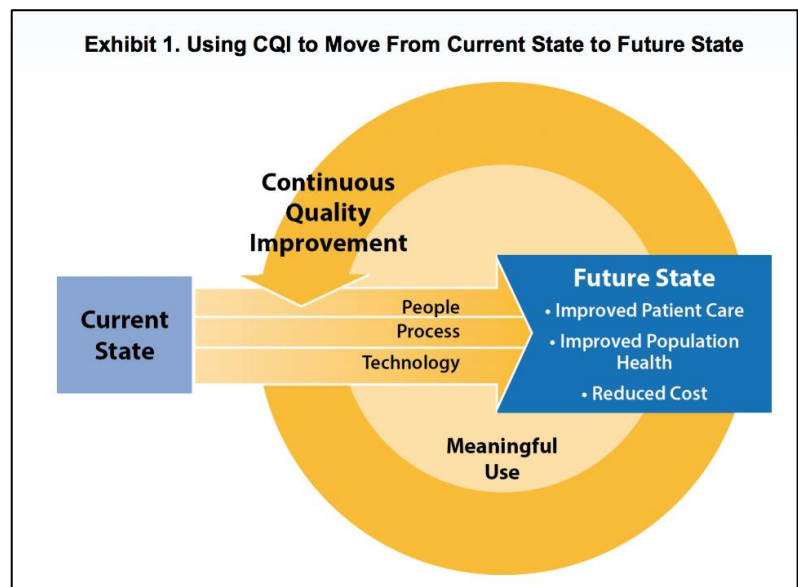 Exhibit 1. Using CQI to Move From Current State to Future State
Continuous
Quality
Improvement
Current
State
People
Process
Technology
Future State
• Improved Patient Care
• Improved Population
Health
• Reduced Cost
Meaningful
Use